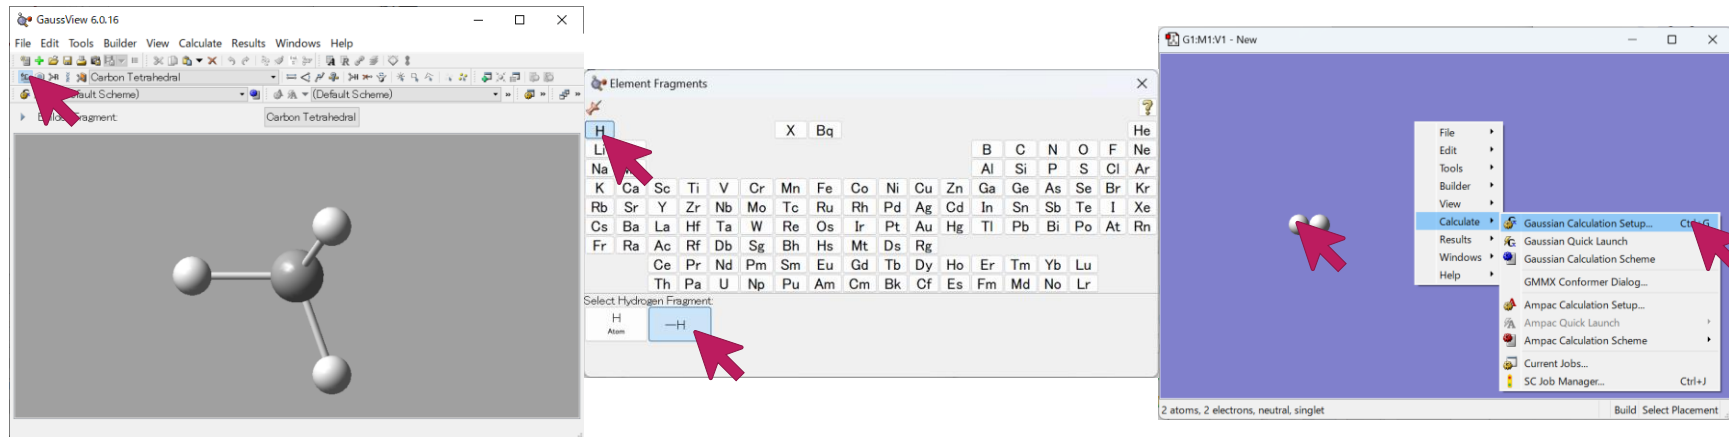 GaussView 6.0.16
File Edit Tools Builder View Calculate Results Windows Help
Carbon Tetrahedral
(Default Scheme)
Carbon Tetrahedral
Element Fragments
H X Bq He
Li B C N O F Ne
Na Al Si P S Cl Ar
K Ca Sc Ti V Cr Mn Fe Co Ni Cu Zn Ga Ge As Se Br Kr
Rb Sr Y Zr Nb Mo Tc Ru Rh Pd Ag Cd In Sn Sb Te I Xe
Cs Ba La Hf Ta W Re Os Ir Pt Au Hg Tl Pb Bi Po At Rn
Fr Ra Ac Rf Db Sg Bh Hs Mt Ds Rg
Ce Pr Nd Pm Sm Eu Gd Tb Dy Ho Er Tm Yb Lu
Th Pa U Np Pu Am Cm Bk Cf Es Fm Md No Lr
Select Hydrogen Fragment:
H
Atom
—H
G1:M1:V1 - New
File
Edit
Tools
Builder
View
Calculate
Results
Windows
Help
Gaussian Calculation Setup...
Gaussian Quick Launch
Gaussian Calculation Scheme
GMMX Conformer Dialog...
Ampac Calculation Setup...
Ampac Quick Launch
Ampac Calculation Scheme
Current Jobs...
SC Job Manager... Ctrl+J
2 atoms, 2 electrons, neutral, singlet
Build Select Placement